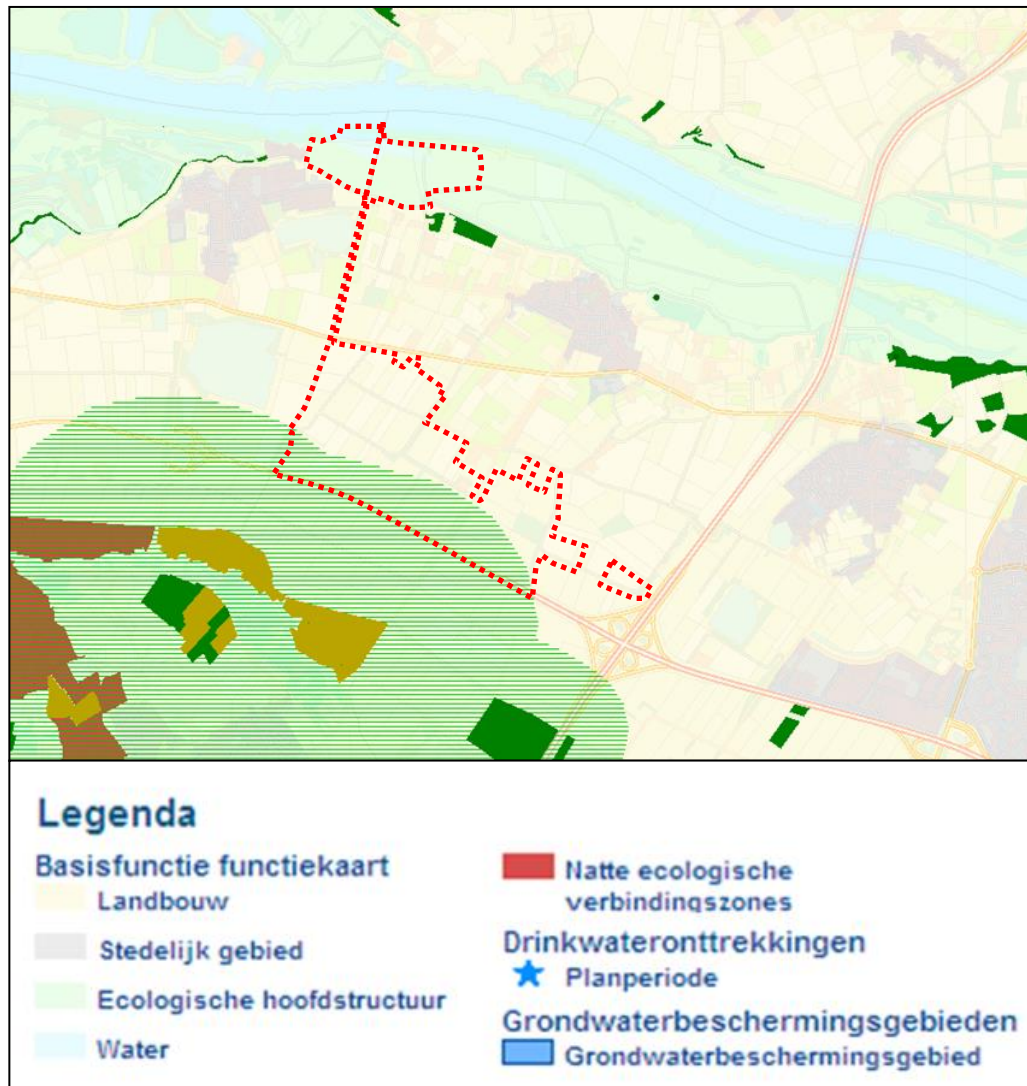 Legenda
Basisfunctie functiekaart
Landbouw
Stedelijk gebied
Ecologische hoofdstructuur
Water
Natte ecologische
verbindingszones
Drinkwateronttrekkingen
Planperiode
Grondwaterbeschermingsgebieden
Grondwaterbeschermingsgebied